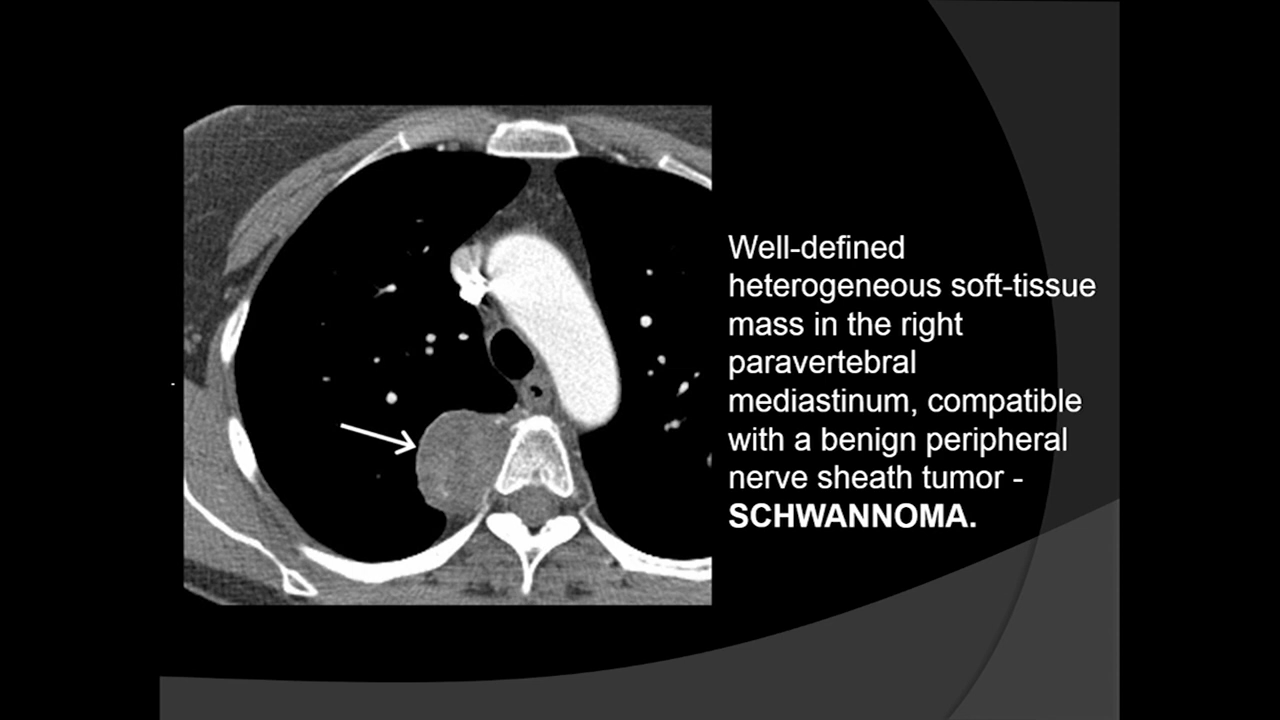 Well-defined
heterogeneous soft-tissue
mass in the right
paravertebral
mediastinum, compatible
with a benign peripheral
nerve sheath tumor -
SCHWANNOMA.